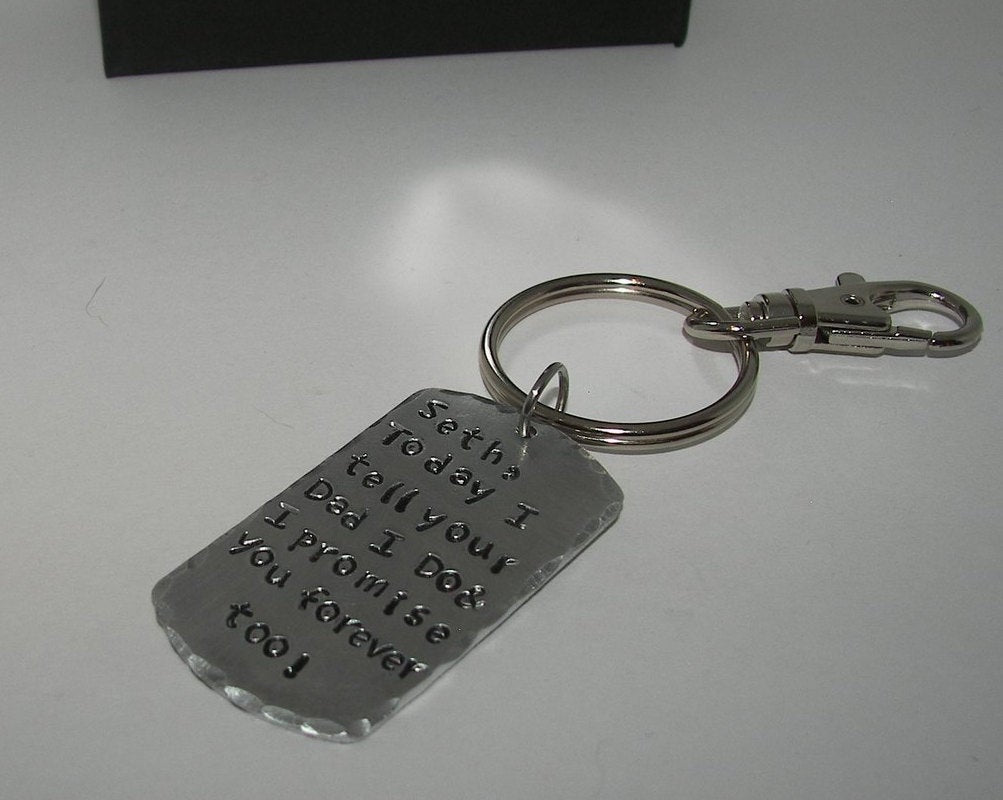 Seth,
Today I
tell your
Dad I Do&
I promise
you forever
too!